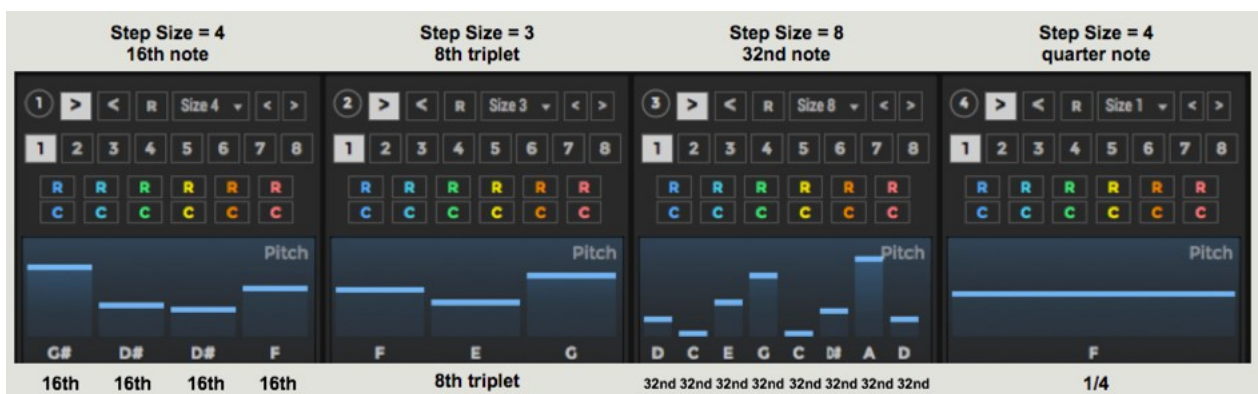 Step Size = 4
16th note
Step Size = 3
8th triplet
Step Size = 8
32nd note
Step Size = 4
quarter note
1 > < R Size 4 < >
2 > < R Size 3 < >
3 > < R Size 8 < >
4 > < R Size 1 < >
1 2 3 4 5 6 7 8
1 2 3 4 5 6 7 8
1 2 3 4 5 6 7 8
1 2 3 4 5 6 7 8
R R R R R R
R R R R R R
R R R R R R
R R R R R R
C C C C C C
C C C C C C
C C C C C C
C C C C C C
Pitch
Pitch
Pitch
Pitch
G# D# D# F
F E G
D C E G C D# A D
F
16th 16th 16th 16th
8th triplet
32nd 32nd 32nd 32nd 32nd 32nd 32nd 32nd
1/4